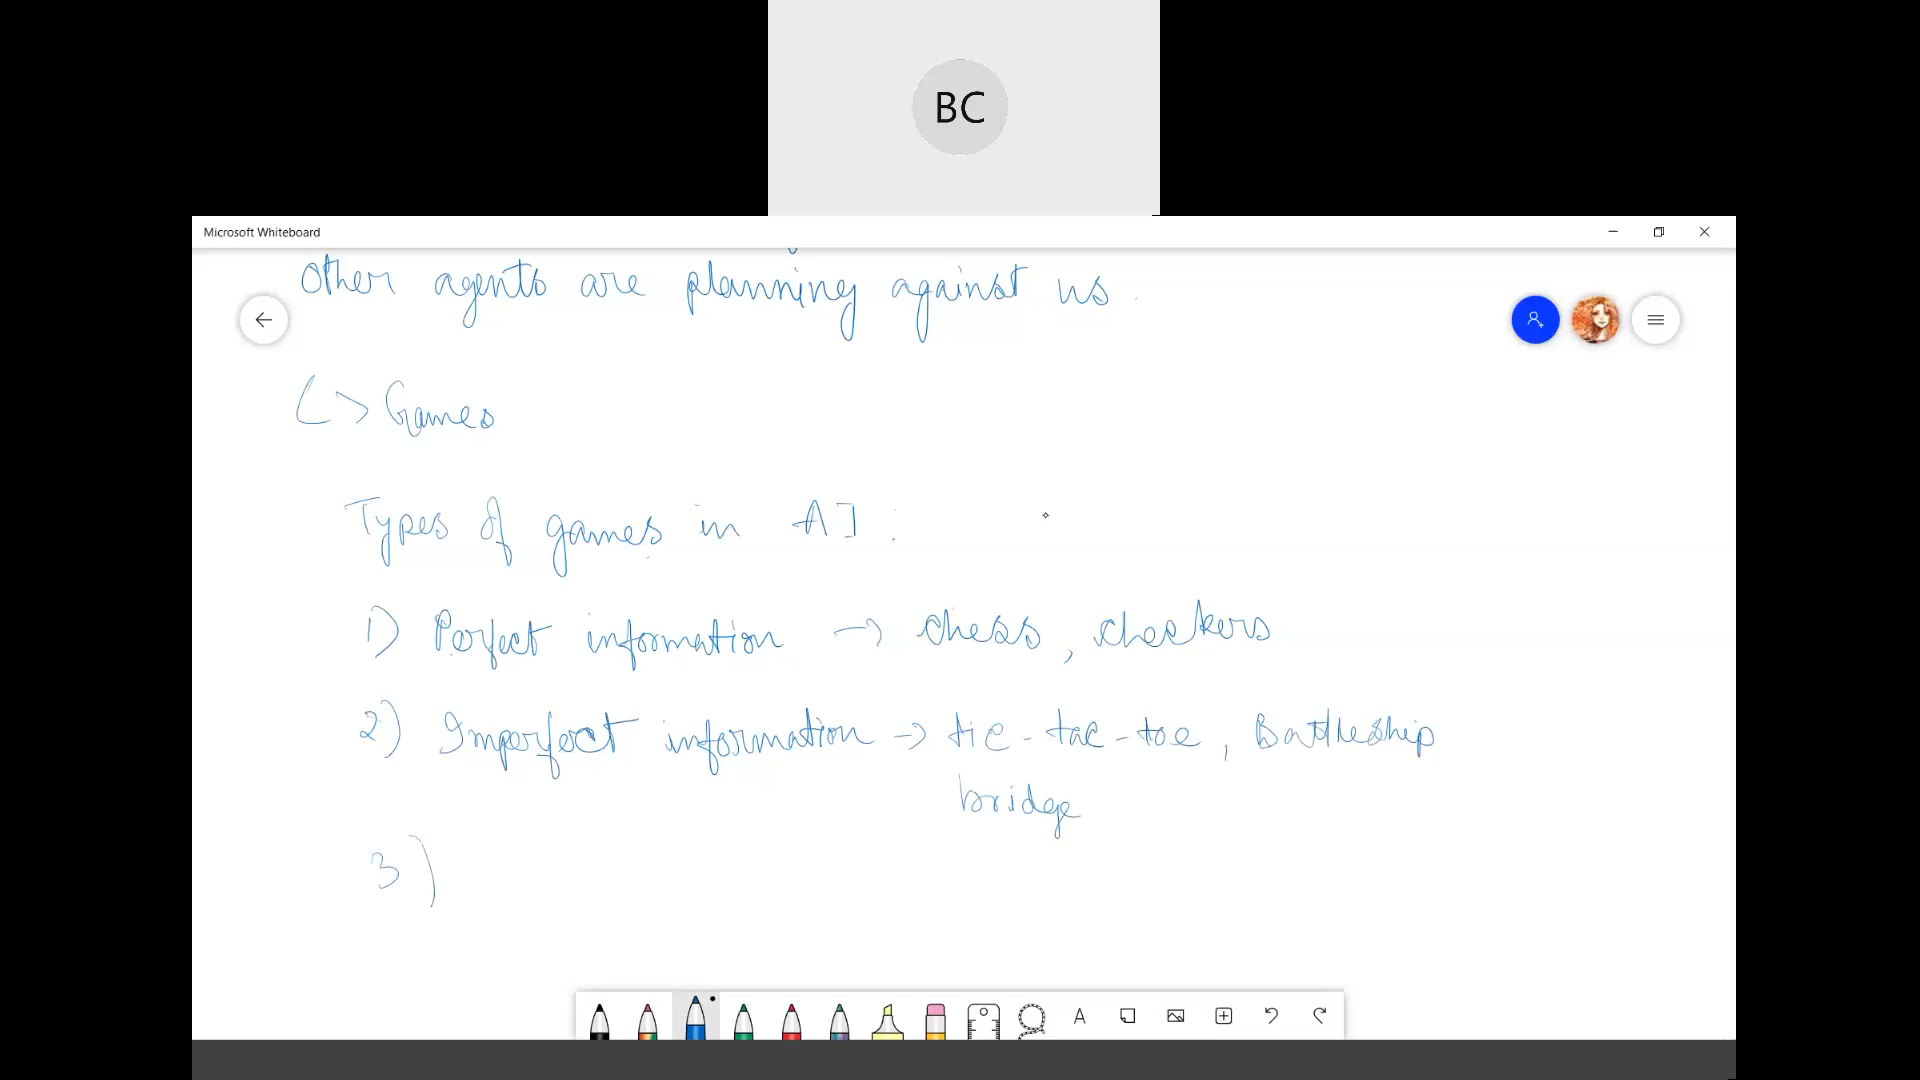 BC
Microsoft Whiteboard
Other agents are planning against us.
Games
Types of games in AI:
1) Perfect information → chess, checkers
2) Imperfect information → tic-tac-toe, Battleship
bridge
3)
A